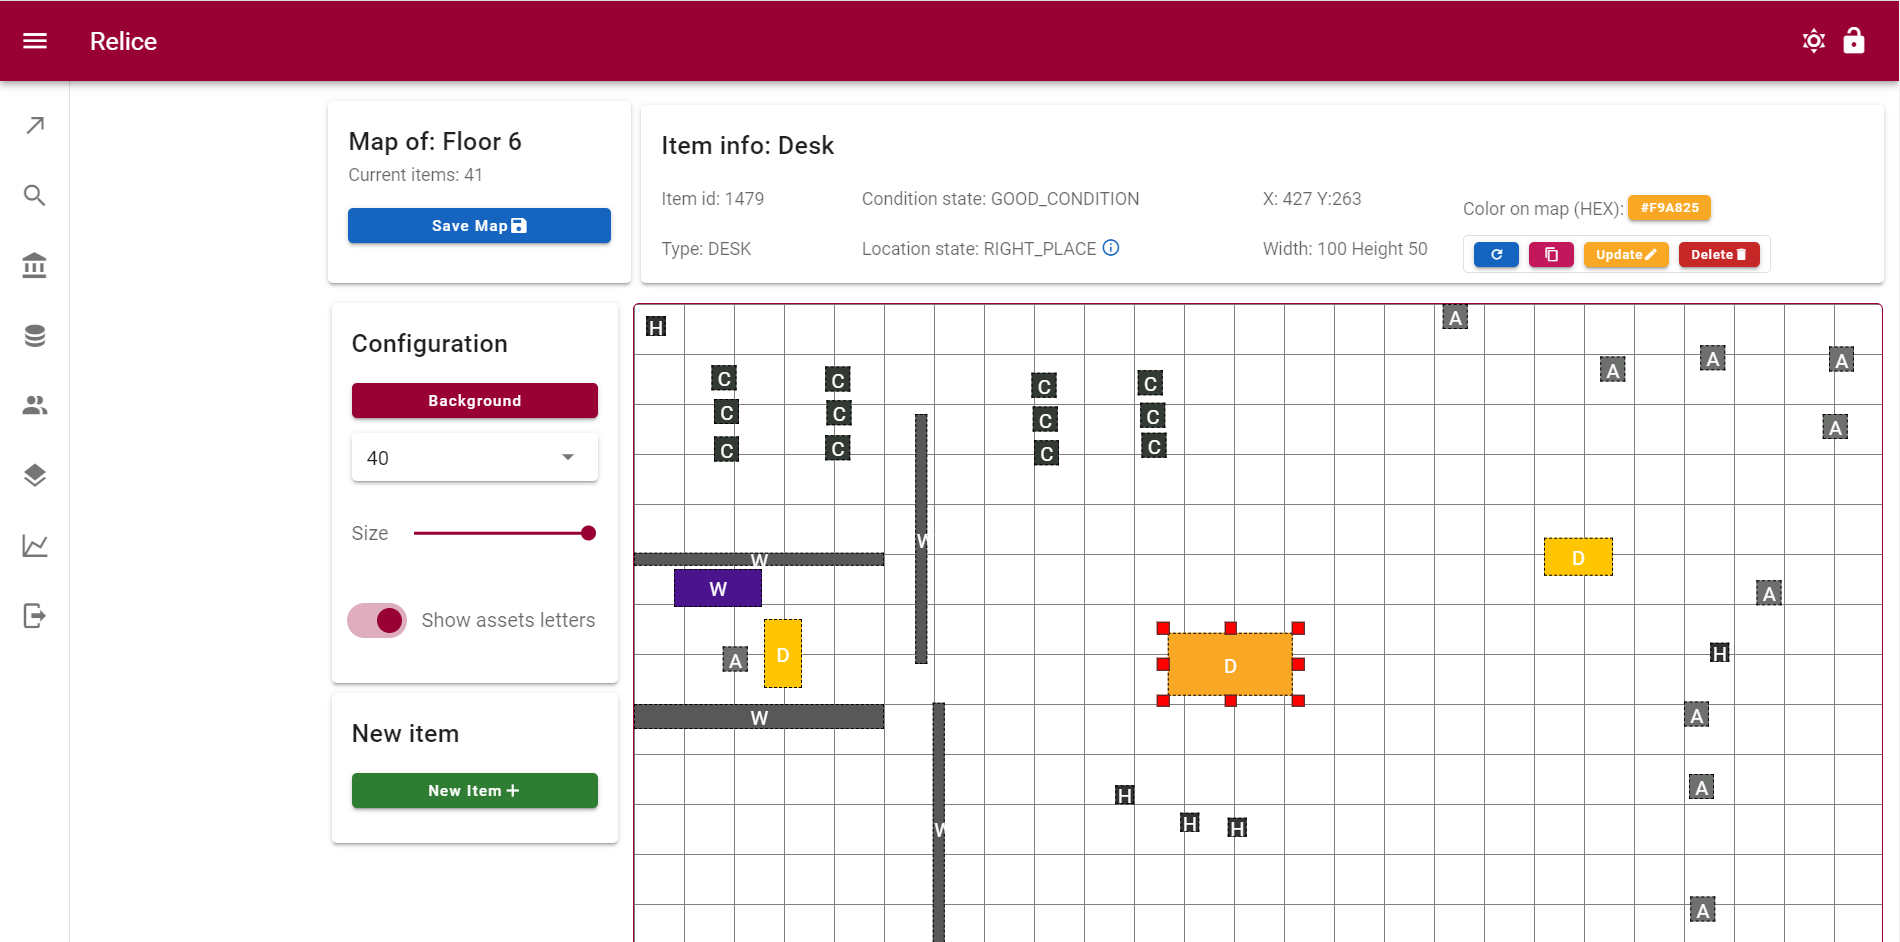 Relice
Map of: Floor 6
Current items: 41
Save Map
Item info: Desk
Item id: 1479
Condition state: GOOD_CONDITION
X: 427 Y:263
Color on map (HEX): #F9A825
Type: DESK
Location state: RIGHT_PLACE
Width: 100 Height 50
Update
Delete
Configuration
Background
40
Size
Show assets letters
New item
New Item
H
A
A
A
A
C
C
C
C
C
C
C
C
A
C
C
C
C
W
W
D
W
A
H
A
D
D
W
A
A
H
H
H
W
A